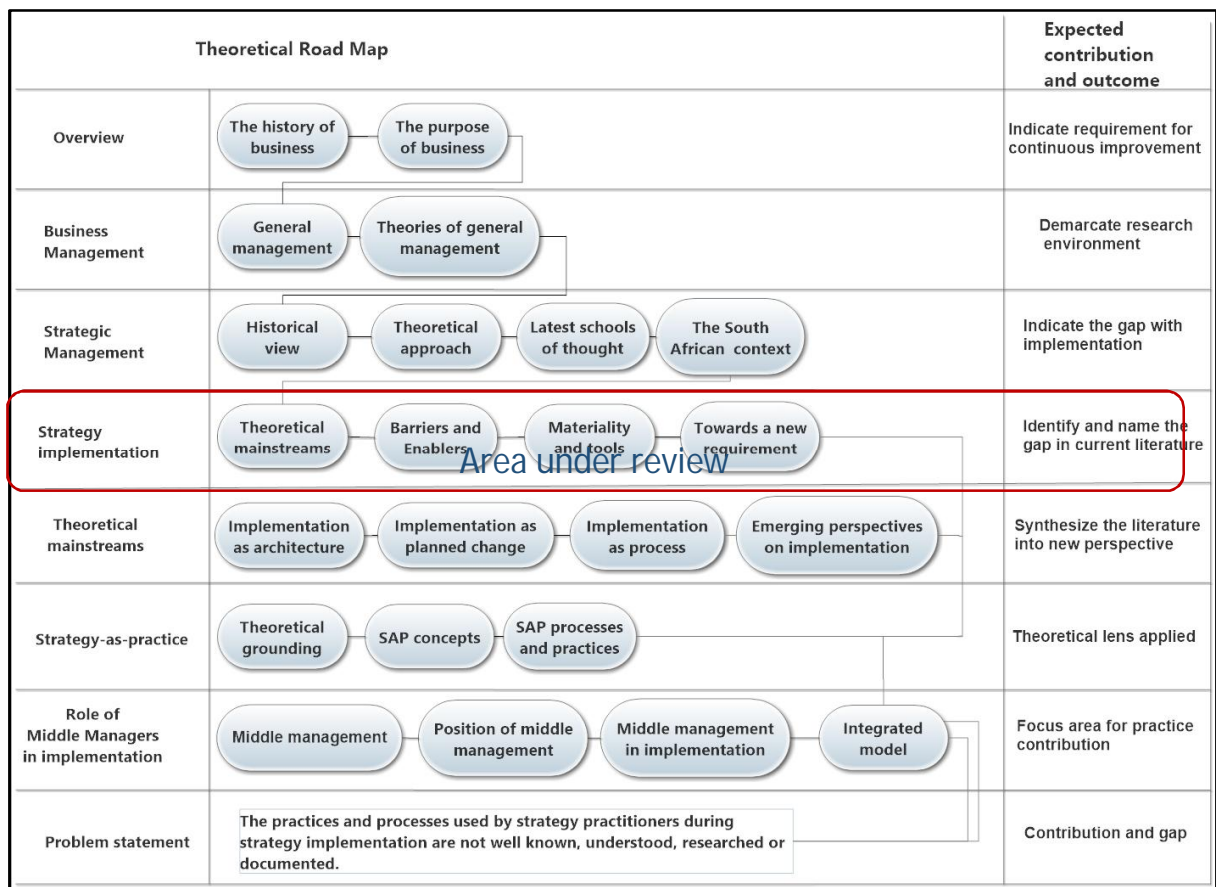 Theoretical Road Map
Expected
contribution
and outcome
Overview
The history of
business
The purpose
of business
Indicate requirement for
continuous improvement
Business
Management
General
management
Theories of general
management
Demarcate research
environment
Strategic
Management
Historical
view
Theoretical
approach
Latest schools
of thought
The South
African context
Indicate the gap with
implementation
Strategy
implementation
Theoretical
mainstreams
Barriers and
Enablers
Materiality
and tools
Towards a new
requirement
Area under review
Identify and name the
gap in current literature
Theoretical
mainstreams
Implementation
as architecture
Implementation as
planned change
Implementation
as process
Emerging perspectives
on implementation
Synthesize the literature
into new perspective
Strategy-as-practice
Theoretical
grounding
SAP concepts
SAP processes
and practices
Theoretical lens applied
Role of
Middle Managers
in implementation
Middle management
Position of middle
management
Middle management
in implementation
Integrated
model
Focus area for practice
contribution
Problem statement
The practices and processes used by strategy practitioners during
strategy implementation are not well known, understood, researched or
documented.
Contribution and gap